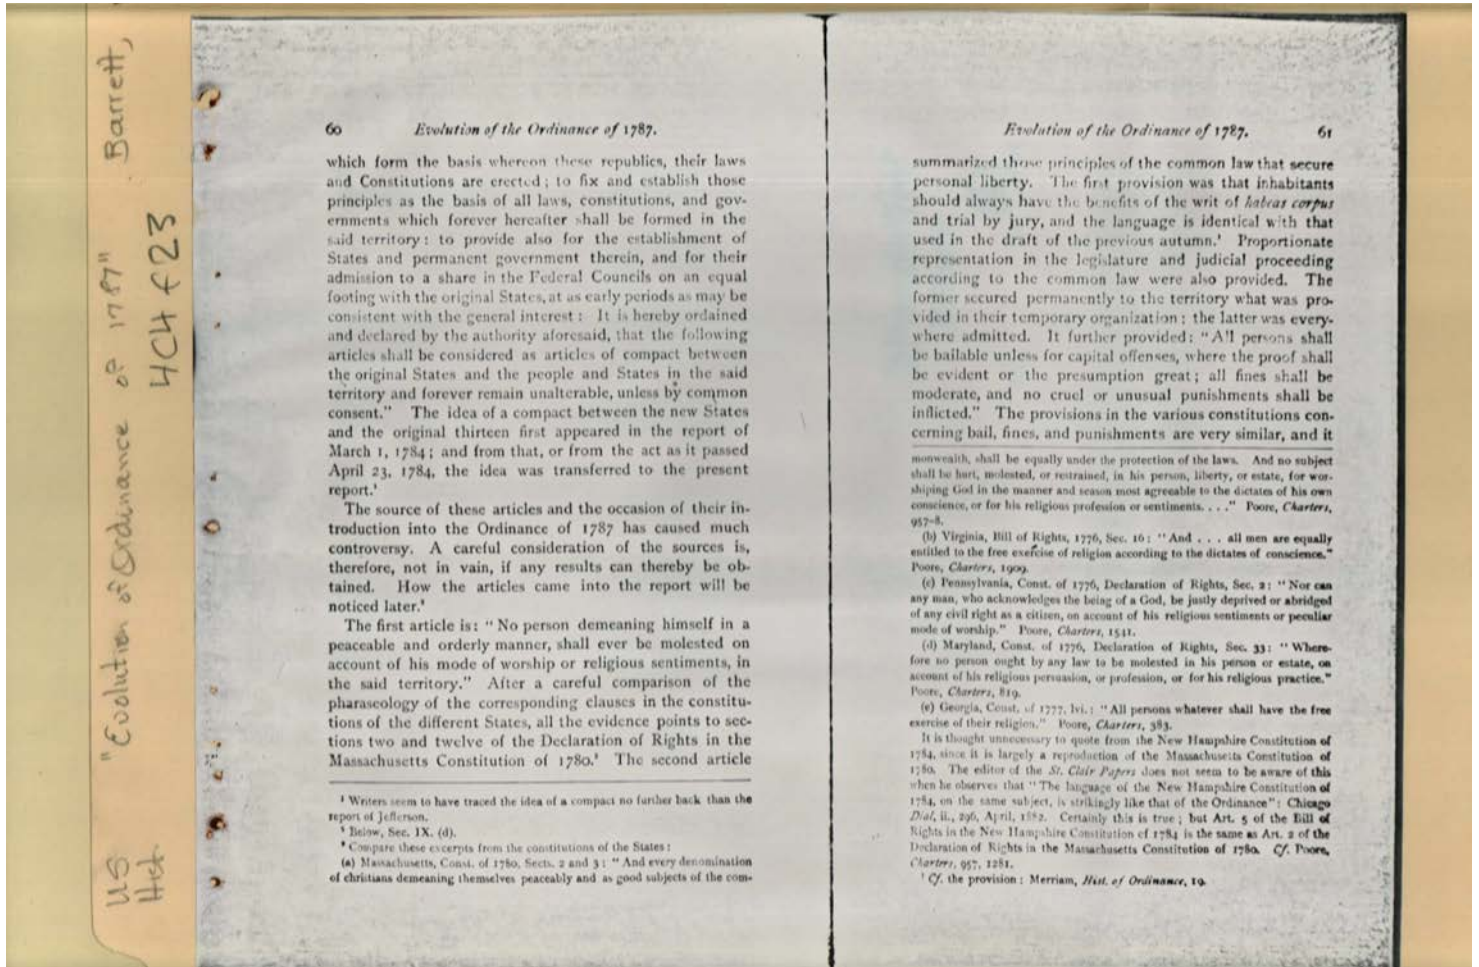 US Hist. "Evolution of Ordinance of 1787" Barrett,
4C4 f23
60 Evolution of the Ordinance of 1787.
which form the basis whereon these republics, their laws
and Constitutions are erected; to fix and establish those
principles as the basis of all laws, constitutions, and gov-
ernments which forever hereafter shall be formed in the
said territory: to provide also for the establishment of
States and permanent government therein, and for their
admission to a share in the Federal Councils on an equal
footing with the original States, at as early periods as may be
consistent with the general interest: It is hereby ordained
and declared by the authority aforesaid, that the following
articles shall be considered as articles of compact between
the original States and the people and States in the said
territory and forever remain unalterable, unless by common
consent." The idea of a compact between the new States
and the original thirteen first appeared in the report of
March 1, 1784; and from that, or from the act as it passed
April 23, 1784, the idea was transferred to the present
report.¹
The source of these articles and the occasion of their in-
troduction into the Ordinance of 1787 has caused much
controversy. A careful consideration of the sources is,
therefore, not in vain, if any results can thereby be ob-
tained. How the articles came into the report will be
noticed later.²
The first article is: "No person demeaning himself in a
peaceable and orderly manner, shall ever be molested on
account of his mode of worship or religious sentiments, in
the said territory." After a careful comparison of the
pharaseology of the corresponding clauses in the constitu-
tions of the different States, all the evidence points to sec-
tions two and twelve of the Declaration of Rights in the
Massachusetts Constitution of 1780.³ The second article
¹ Writers seem to have traced the idea of a compact no further back than the
report of Jefferson.
² Below, Sec. IX. (d).
³ Compare these excerpts from the constitutions of the States:
(a) Massachusetts, Const. of 1780, Sects. 2 and 3: "And every denomination
of christians demeaning themselves peaceably and as good subjects of the com-
Evolution of the Ordinance of 1787. 61
summarized those principles of the common law that secure
personal liberty. The first provision was that inhabitants
should always have the benefits of the writ of habeas corpus
and trial by jury, and the language is identical with that
used in the draft of the previous autumn.¹ Proportionate
representation in the legislature and judicial proceeding
according to the common law were also provided. The
former secured permanently to the territory what was pro-
vided in their temporary organization; the latter was every-
where admitted. It further provided: "All persons shall
be bailable unless for capital offenses, where the proof shall
be evident or the presumption great; all fines shall be
moderate, and no cruel or unusual punishments shall be
inflicted." The provisions in the various constitutions con-
cerning bail, fines, and punishments are very similar, and it
monwealth, shall be equally under the protection of the laws. And no subject
shall be hurt, molested, or restrained, in his person, liberty, or estate, for wor-
shiping God in the manner and season most agreeable to the dictates of his own
conscience, or for his religious profession or sentiments. . . ." Poore, Charters,
957-8.
(b) Virginia, Bill of Rights, 1776, Sec. 16: "And . . . all men are equally
entitled to the free exercise of religion according to the dictates of conscience."
Poore, Charters, 1909.
(c) Pennsylvania, Const. of 1776, Declaration of Rights, Sec. 2: "Nor can
any man, who acknowledges the being of a God, be justly deprived or abridged
of any civil right as a citizen, on account of his religious sentiments or peculiar
mode of worship." Poore, Charters, 1541.
(d) Maryland, Const. of 1776, Declaration of Rights, Sec. 33: "Where-
fore no person ought by any law to be molested in his person or estate, on
account of his religious persuasion, or profession, or for his religious practice."
Poore, Charters, 819.
(e) Georgia, Const. of 1777, lvi.: "All persons whatever shall have the free
exercise of their religion." Poore, Charters, 383.
It is thought unnecessary to quote from the New Hampshire Constitution of
1784, since it is largely a reproduction of the Massachusetts Constitution of
1780. The editor of the St. Clair Papers does not seem to be aware of this
when he observes that "The language of the New Hampshire Constitution of
1784, on the same subject, is strikingly like that of the Ordinance": Chicago
Dial, ii., 296, April, 1882. Certainly this is true; but Art. 5 of the Bill of
Rights in the New Hampshire Constitution of 1784 is the same as Art. 2 of the
Declaration of Rights in the Massachusetts Constitution of 1780. Cf. Poore,
Charters, 957, 1281.
¹ Cf. the provision: Merriam, Hist. of Ordinance, 19.